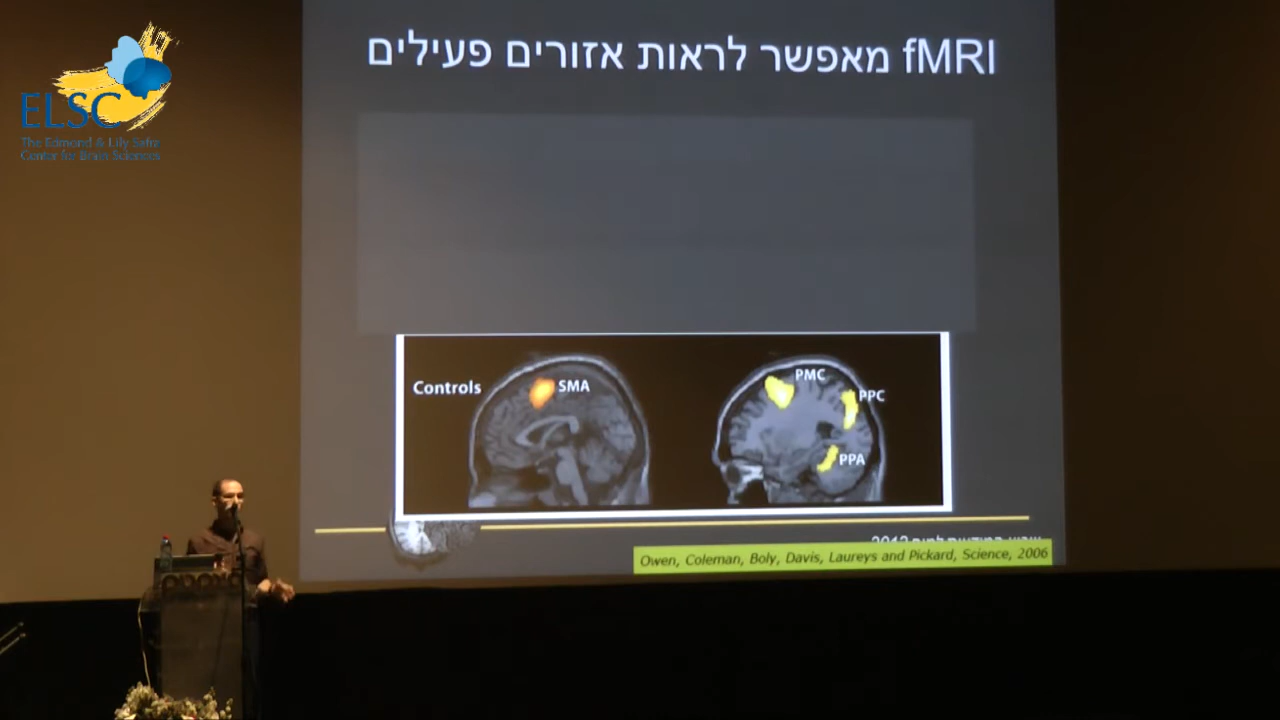 ELSC
The Edmond & Lily Safra
Center for Brain Sciences
fMRI מאפשר לראות אזורים פעילים
Controls
SMA
PMC
PPC
PPA
2013
Owen, Coleman, Boly, Davis, Laureys and Pickard, Science, 2006